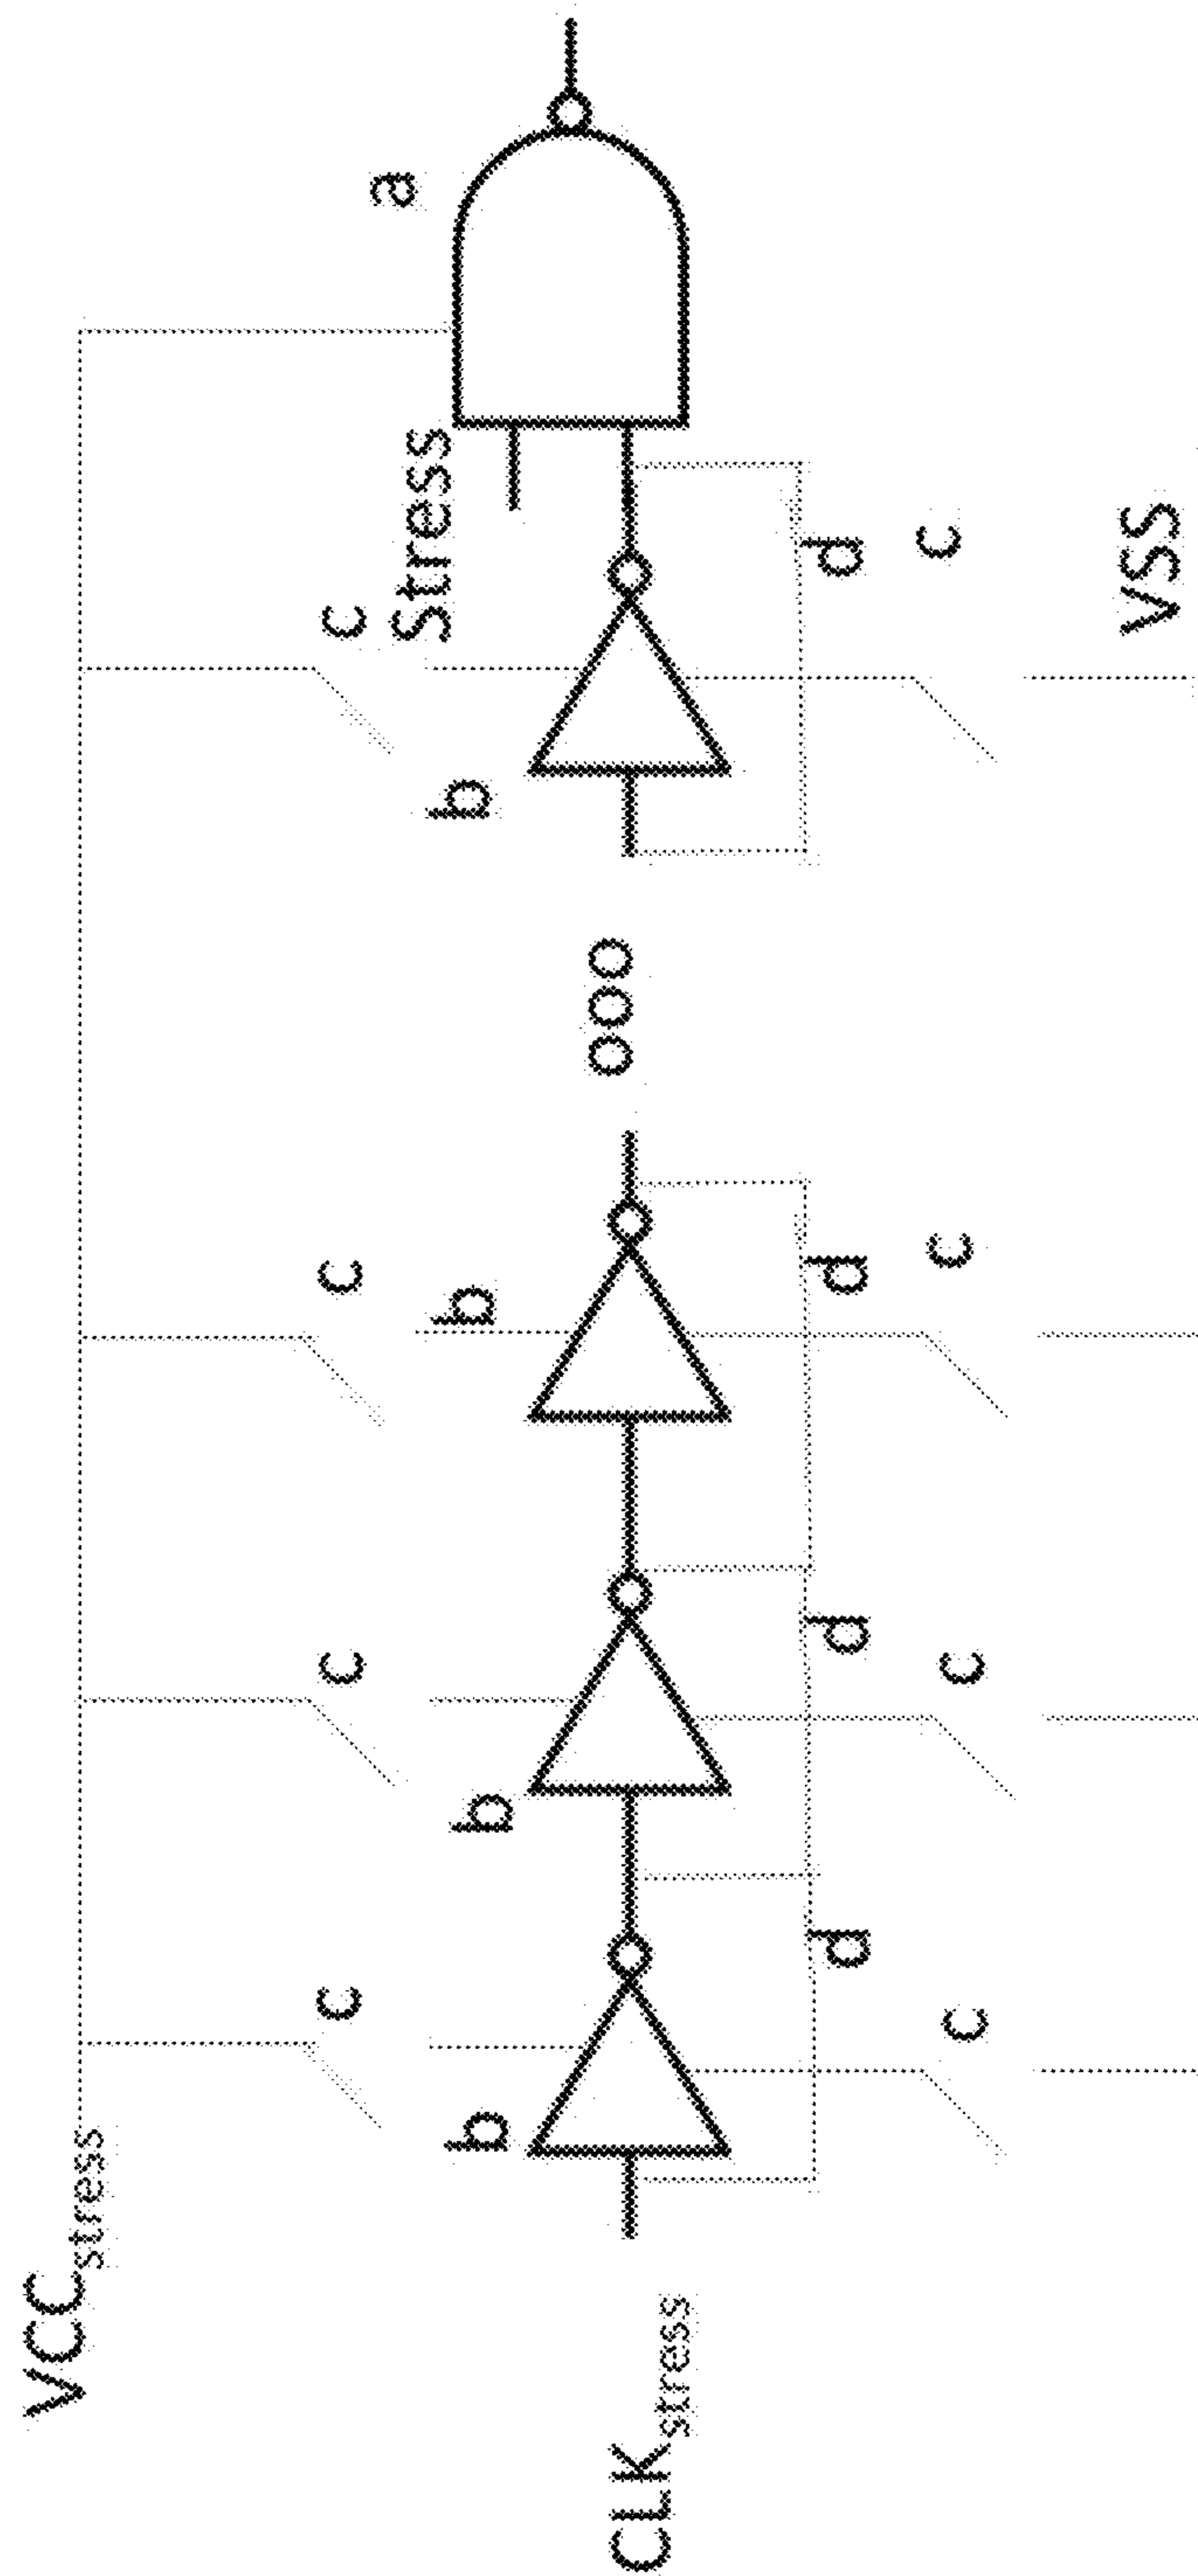 VCCstress
c c c c
Stress
a
b b b b
CLKstress
ooo
d d d d
c c c c
VSS